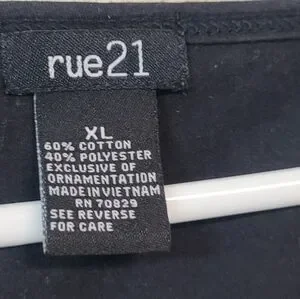 rue21
XL
60% COTTON
40% POLYESTER
EXCLUSIVE OF
ORNAMENTATION
MADE IN VIETNAM
RN 70829
SEE REVERSE
FOR CARE